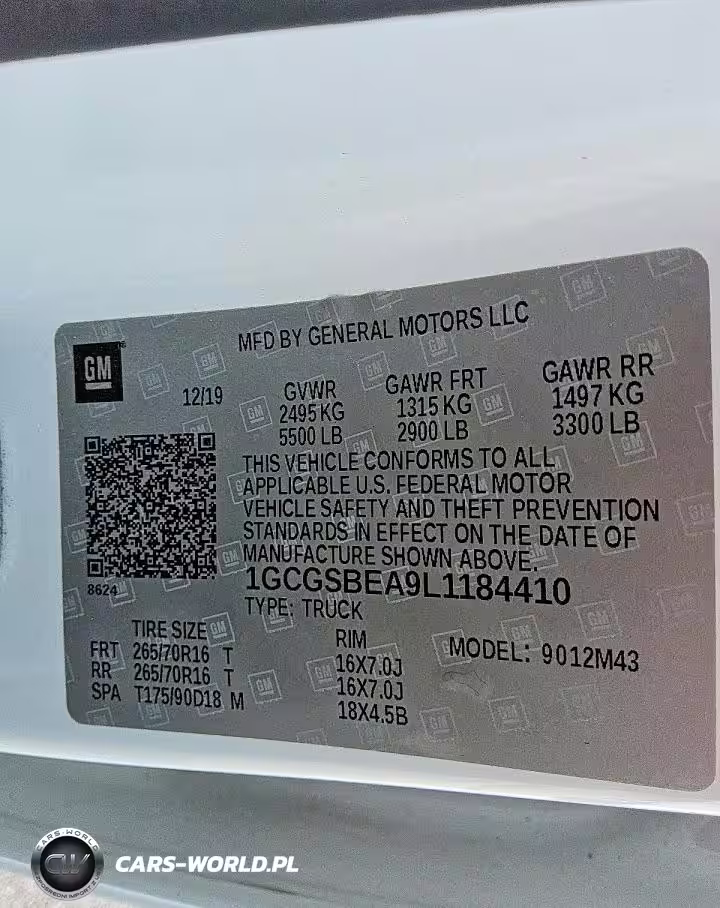 MFD BY GENERAL MOTORS LLC
GM
12/19
GVWR
2495 KG
5500 LB
GAWR FRT
1315 KG
2900 LB
GAWR RR
1497 KG
3300 LB
THIS VEHICLE CONFORMS TO ALL
APPLICABLE U.S. FEDERAL MOTOR
VEHICLE SAFETY AND THEFT PREVENTION
STANDARDS IN EFFECT ON THE DATE OF
MANUFACTURE SHOWN ABOVE.
8624
1GCGSBEA9L1184410
TYPE: TRUCK
TIRE SIZE RIM
FRT 265/70R16 T 16X7.0J
RR 265/70R16 T 16X7.0J
SPA T175/90D18 M 18X4.5B
MODEL: 9012M43
CARS-WORLD
CW
CARS-WORLD.PL